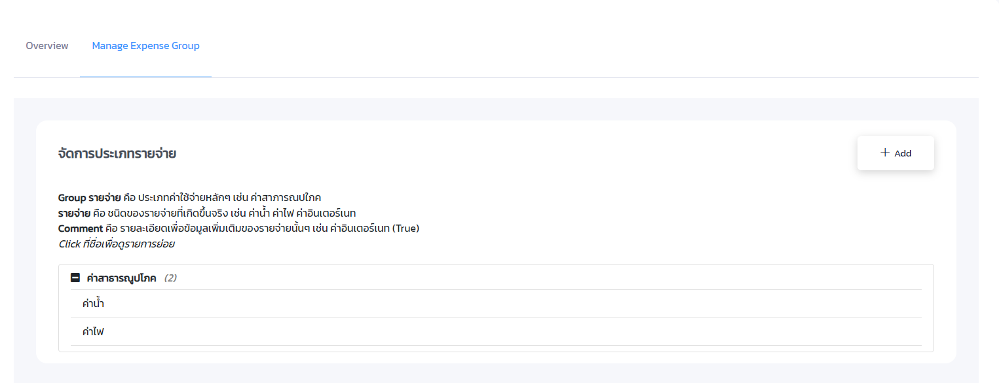 Overview
Manage Expense Group
จัดการประเภทรายจ่าย
+ Add
Group รายจ่าย คือ ประเภทค่าใช้จ่ายหลักๆ เช่น ค่าสาภารณปใภค
รายจ่าย คือ ชนิดของรายจ่ายที่เกิดขึ้นจริง เช่น ค่าน้ำ ค่าไฟ ค่าอินเตอร์เนท
Comment คือ รายละเอียดเพื่อข้อมูลเพิ่มเติมของรายจ่ายนั้นๆ เช่น ค่าอินเตอร์เนท (True)
Click ที่ชื่อเพื่อดูรายการย่อย
ค่าสาธารณูปโภค (2)
ค่าน้ำ
ค่าไฟ